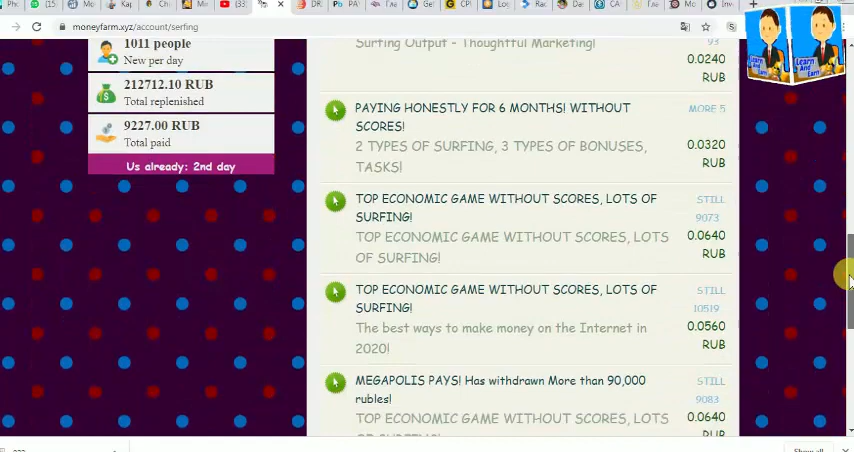 moneyfarm.xyz/account/serfing
1011 people
New per day
212712.10 RUB
Total replenished
9227.00 RUB
Total paid
Us already: 2nd day
Surfing Output - Thoughtful Marketing!
93
0.0240
RUB
PAYING HONESTLY FOR 6 MONTHS! WITHOUT
SCORES!
MORE 5
2 TYPES OF SURFING, 3 TYPES OF BONUSES,
TASKS!
0.0320
RUB
TOP ECONOMIC GAME WITHOUT SCORES, LOTS OF
SURFING!
STILL
9073
TOP ECONOMIC GAME WITHOUT SCORES, LOTS
OF SURFING!
0.0640
RUB
TOP ECONOMIC GAME WITHOUT SCORES, LOTS OF
SURFING!
STILL
10519
The best ways to make money on the Internet in
2020!
0.0560
RUB
MEGAPOLIS PAYS! Has withdrawn More than 90,000
rubles!
STILL
9083
TOP ECONOMIC GAME WITHOUT SCORES, LOTS
OF SURFING!
0.0640
RUB
Learn
And
Earn
Learn
And
Earn
Show all